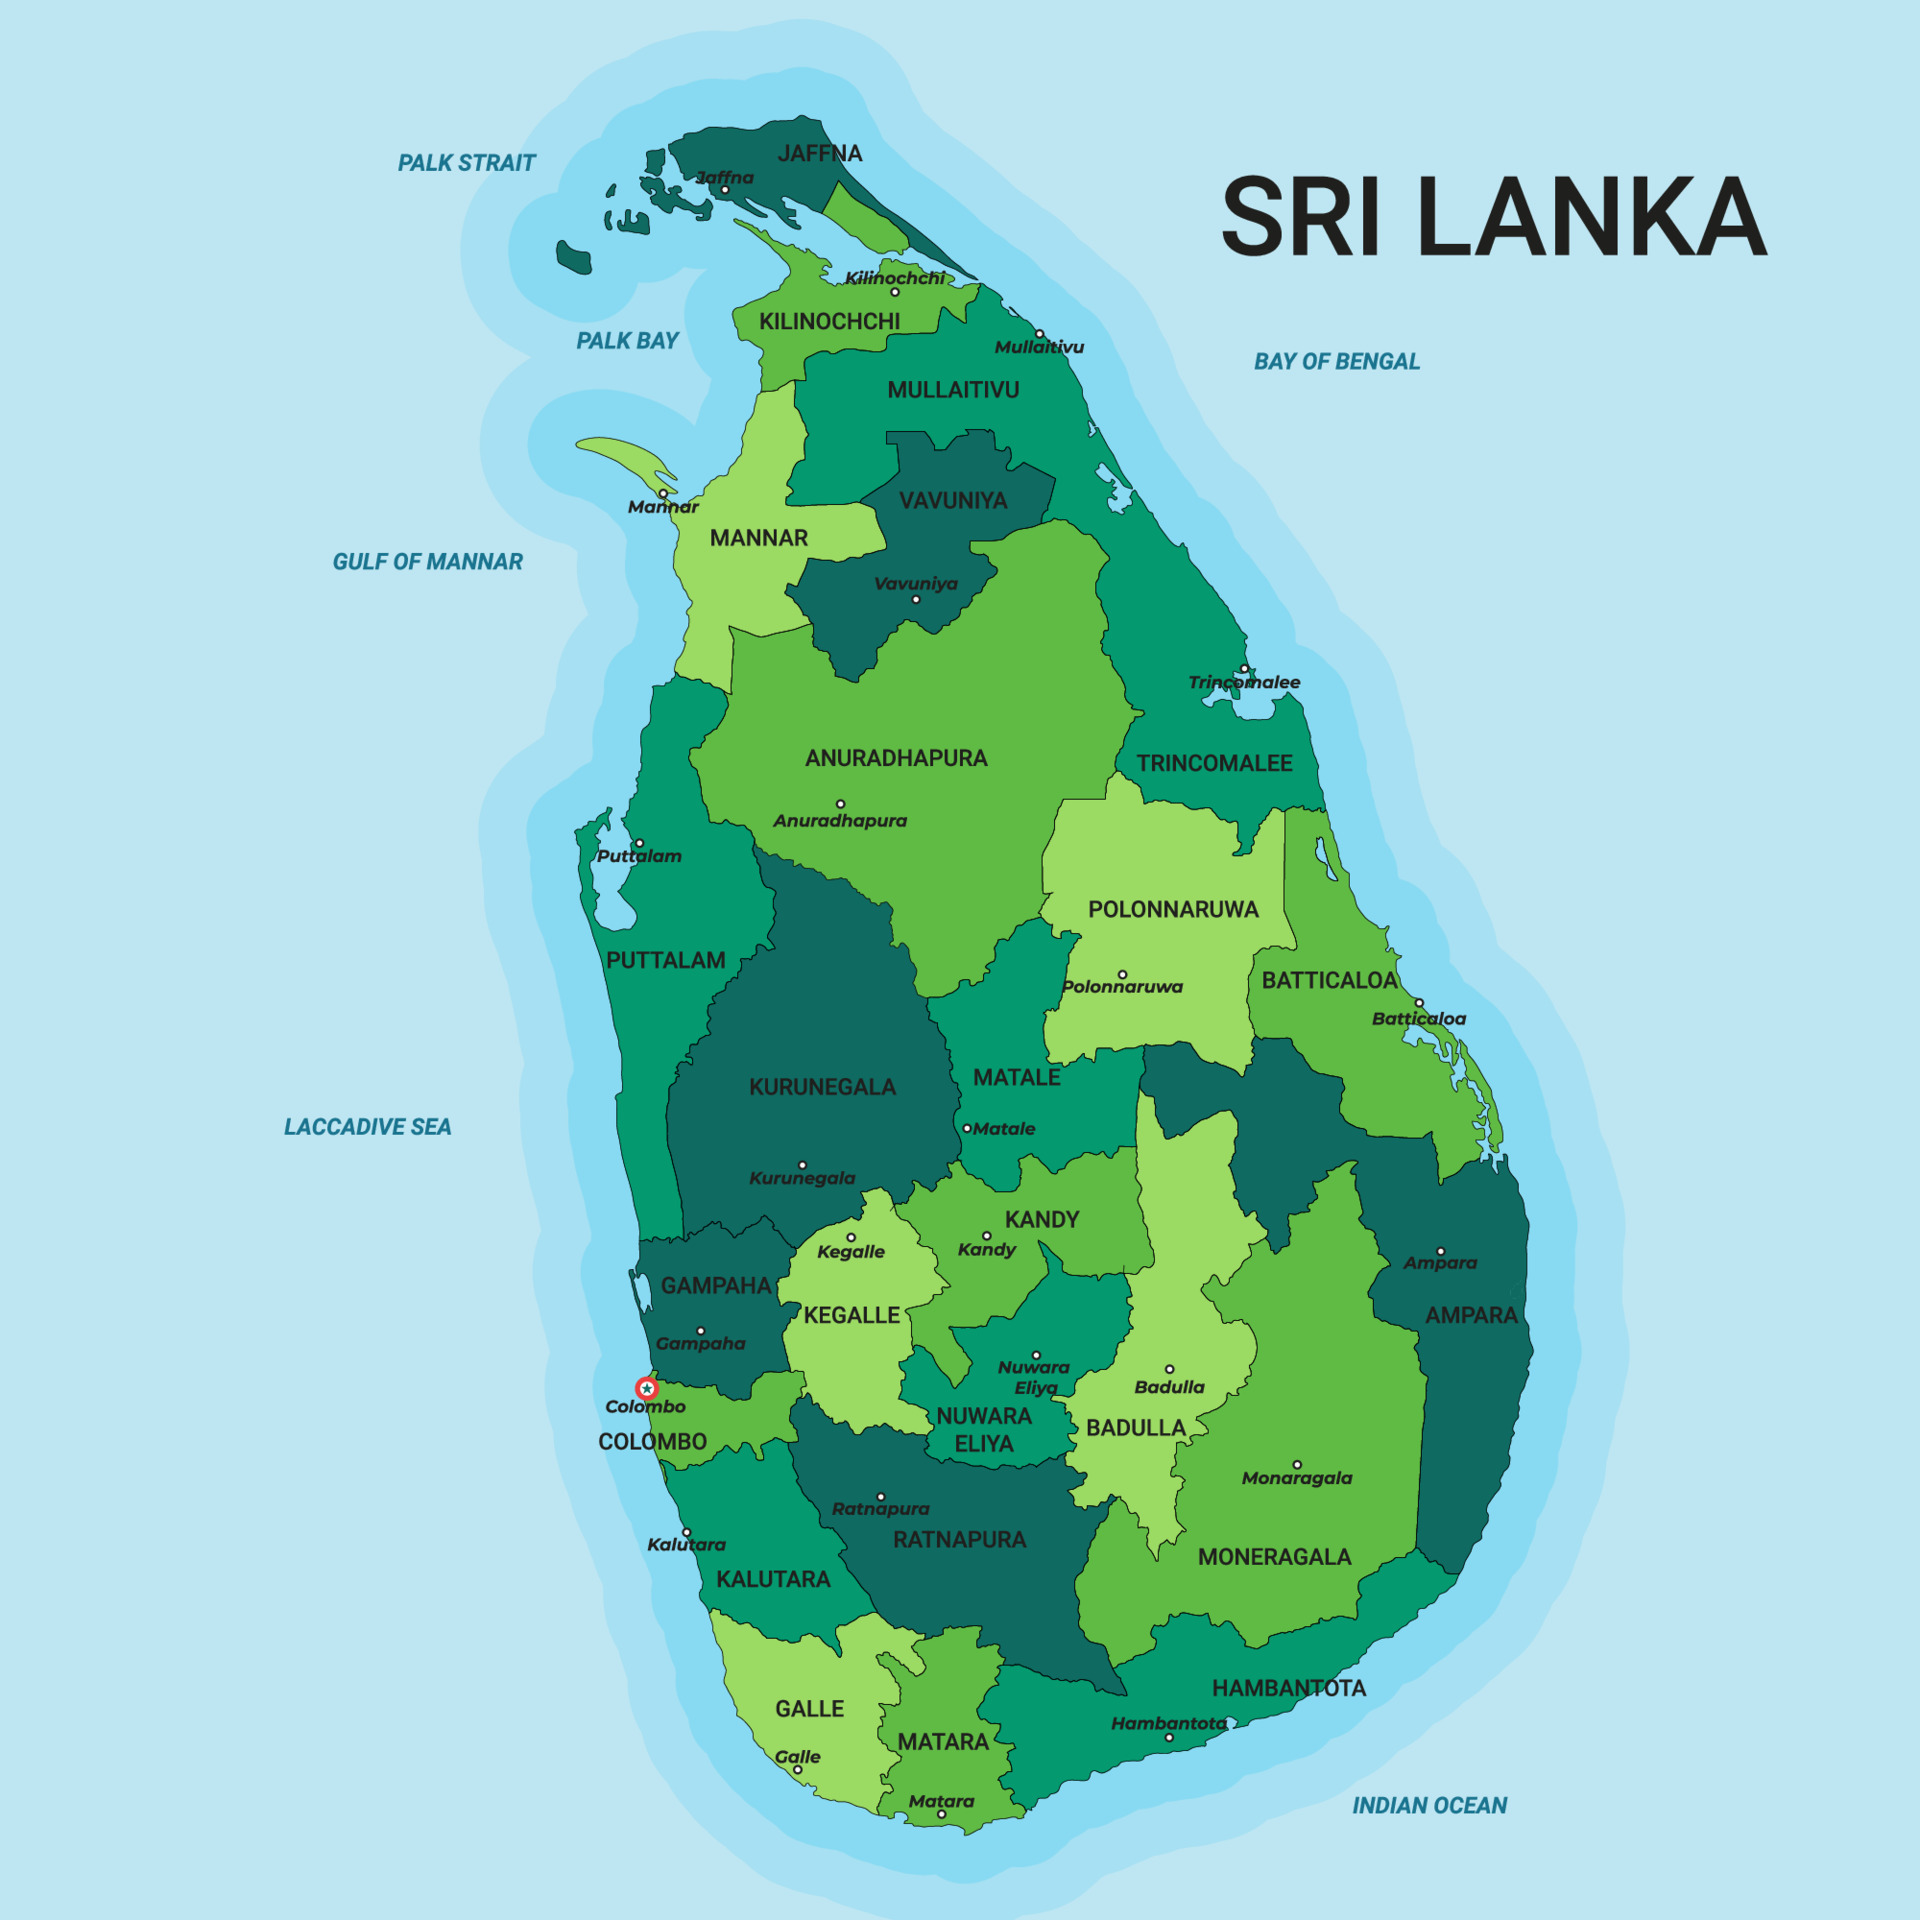 JAFFNA
PALK STRAIT
Jaffna
SRI LANKA
Kilinochchi
KILINOCHCHI
PALK BAY
Mullaitivu
BAY OF BENGAL
MULLAITIVU
VAVUNIYA
Mannar
MANNAR
GULF OF MANNAR
Vavuniya
Trincomalee
ANURADHAPURA
TRINCOMALEE
Anuradhapura
Puttalam
POLONNARUWA
PUTTALAM
BATTICALOA
Polonnaruwa
Batticaloa
MATALE
KURUNEGALA
LACCADIVE SEA
Matale
Kurunegala
KANDY
Kandy
Kegalle
Ampara
GAMPAHA
KEGALLE
AMPARA
Gampaha
Nuwara
Eliya
Badulla
Colombo
NUWARA
ELIYA
BADULLA
COLOMBO
Monaragala
Ratnapura
RATNAPURA
Kalutara
MONERAGALA
KALUTARA
HAMBANTOTA
GALLE
Hambantota
MATARA
Galle
Matara
INDIAN OCEAN